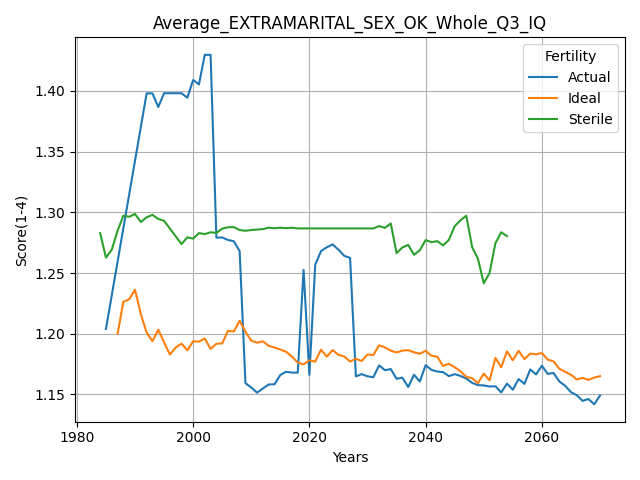 Average_EXTRAMARITAL_SEX_OK_Whole_Q3_IQ
Fertility
Actual
Ideal
Sterile
Score(1-4)
1.40
1.35
1.30
1.25
1.20
1.15
1980
2000
2020
2040
2060
Years